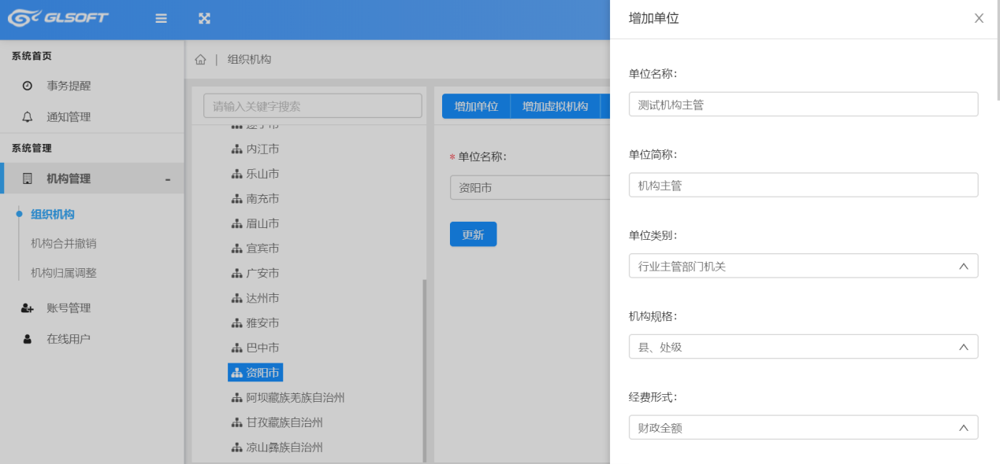 GLSOFT
系统首页
事务提醒
通知管理
系统管理
机构管理
组织机构
机构合并撤销
机构归属调整
账号管理
在线用户
| 组织机构
请输入关键字搜索
遂宁市
内江市
乐山市
南充市
眉山市
宜宾市
广安市
达州市
雅安市
巴中市
资阳市
阿坝藏族羌族自治州
甘孜藏族自治州
凉山彝族自治州
增加单位 增加虚拟机构
* 单位名称:
资阳市
更新
增加单位
单位名称:
测试机构主管
单位简称:
机构主管
单位类别:
行业主管部门机关
机构规格:
县、处级
经费形式:
财政全额